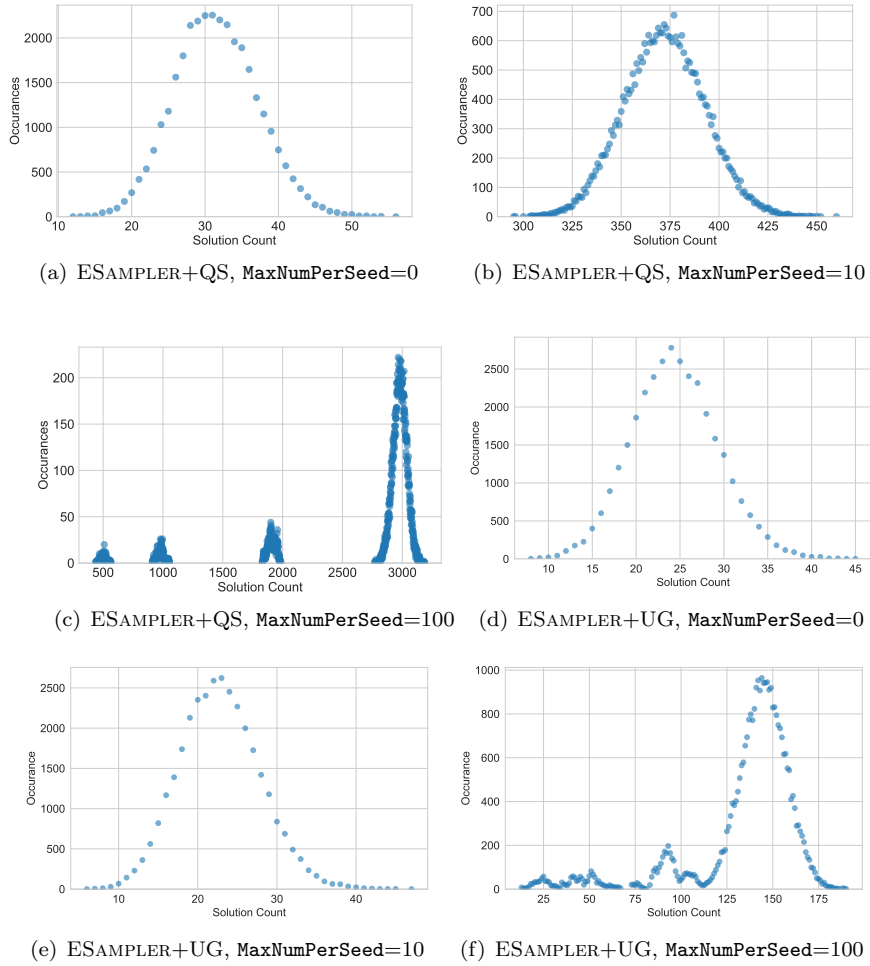 2000
1500
1000
500
0
Occurances
10 20 30 40 50
Solution Count
(a) ESAMPLER+QS, MaxNumPerSeed=0
700
600
500
400
300
200
100
0
Occurances
300 325 350 375 400 425 450
Solution Count
(b) ESAMPLER+QS, MaxNumPerSeed=10
200
150
100
50
0
Occurances
500 1000 1500 2000 2500 3000
Solution Count
(c) ESAMPLER+QS, MaxNumPerSeed=100
2500
2000
1500
1000
500
0
Occurance
10 15 20 25 30 35 40 45
Solution Count
(d) ESAMPLER+UG, MaxNumPerSeed=0
2500
2000
1500
1000
500
0
Occurance
10 20 30 40
Solution Count
(e) ESAMPLER+UG, MaxNumPerSeed=10
1000
800
600
400
200
0
Occurance
25 50 75 100 125 150 175
Solution Count
(f) ESAMPLER+UG, MaxNumPerSeed=100